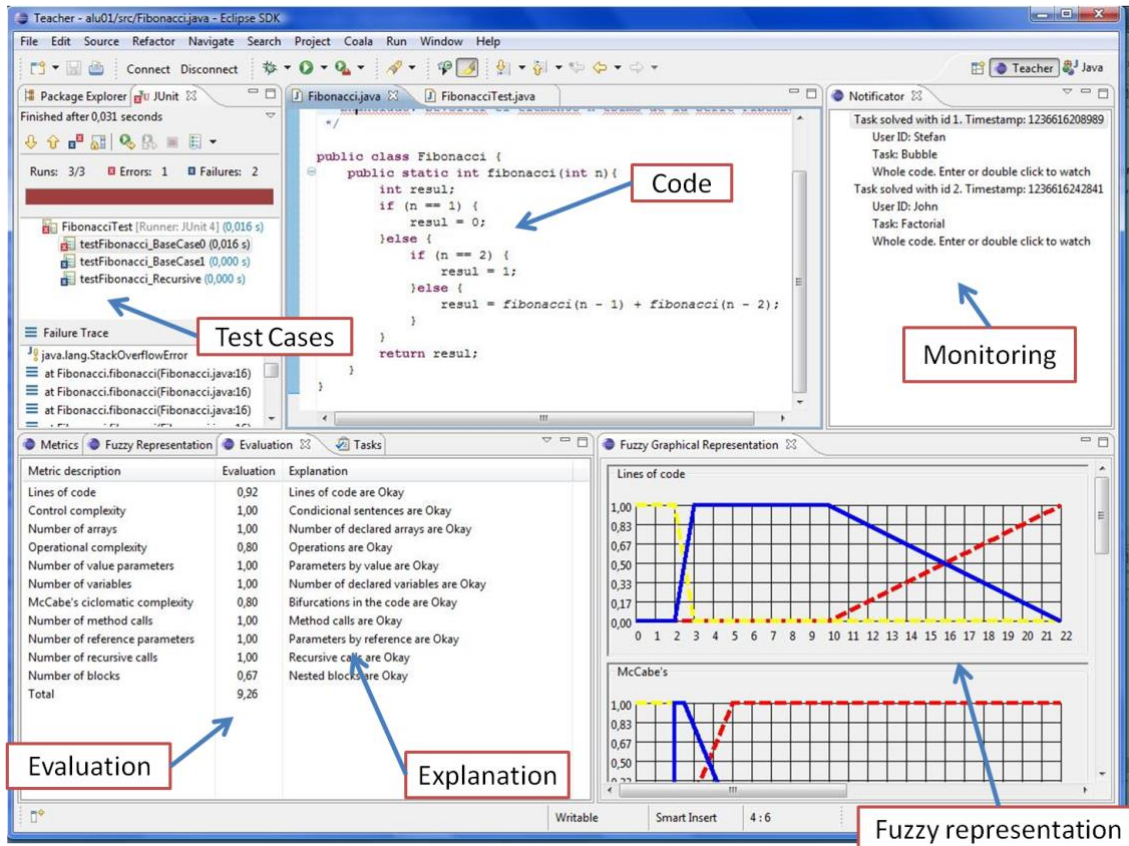 Teacher - alu01/src/Fibonacci.java - Eclipse SDK
File Edit Source Refactor Navigate Search Project Coala Run Window Help
Connect Disconnect
Teacher Java
Package Explorer JUnit
Finished after 0,031 seconds
Runs: 3/3 Errors: 1 Failures: 2
FibonacciTest [Runner: JUnit 4] (0,016 s)
testFibonacci_BaseCase0 (0,016 s)
testFibonacci_BaseCase1 (0,000 s)
testFibonacci_Recursive (0,000 s)
Test Cases
Failure Trace
java.lang.StackOverflowError
at Fibonacci.fibonacci(Fibonacci.java:16)
at Fibonacci.fibonacci(Fibonacci.java:16)
at Fibonacci.fibonacci(Fibonacci.java:16)
Fibonacci.java FibonacciTest.java
*/
public class Fibonacci {
public static int fibonacci(int n){
int resul;
if (n == 1) {
resul = 0;
}else {
if (n == 2) {
resul = 1;
}else {
resul = fibonacci(n - 1) + fibonacci(n - 2);
}
}
return resul;
}
}
Code
Notificator
Task solved with id 1. Timestamp: 1236616208989
User ID: Stefan
Task: Bubble
Whole code. Enter or double click to watch
Task solved with id 2. Timestamp: 1236616242841
User ID: John
Task: Factorial
Whole code. Enter or double click to watch
Monitoring
Metrics Fuzzy Representation Evaluation Tasks
Metric description Evaluation Explanation
Lines of code 0,92 Lines of code are Okay
Control complexity 1,00 Condicional sentences are Okay
Number of arrays 1,00 Number of declared arrays are Okay
Operational complexity 0,80 Operations are Okay
Number of value parameters 1,00 Parameters by value are Okay
Number of variables 1,00 Number of declared variables are Okay
McCabe's ciclomatic complexity 0,80 Bifurcations in the code are Okay
Number of method calls 1,00 Method calls are Okay
Number of reference parameters 1,00 Parameters by reference are Okay
Number of recursive calls 1,00 Recursive calls are Okay
Number of blocks 0,67 Nested blocks are Okay
Total 9,26
Evaluation
Explanation
Fuzzy Graphical Representation
Lines of code
1,00
0,83
0,67
0,50
0,33
0,17
0,00
0 1 2 3 4 5 6 7 8 9 10 11 12 13 14 15 16 17 18 19 20 21 22
McCabe's
1,00
0,83
0,67
0,50
Fuzzy representation
Writable Smart Insert 4 : 6